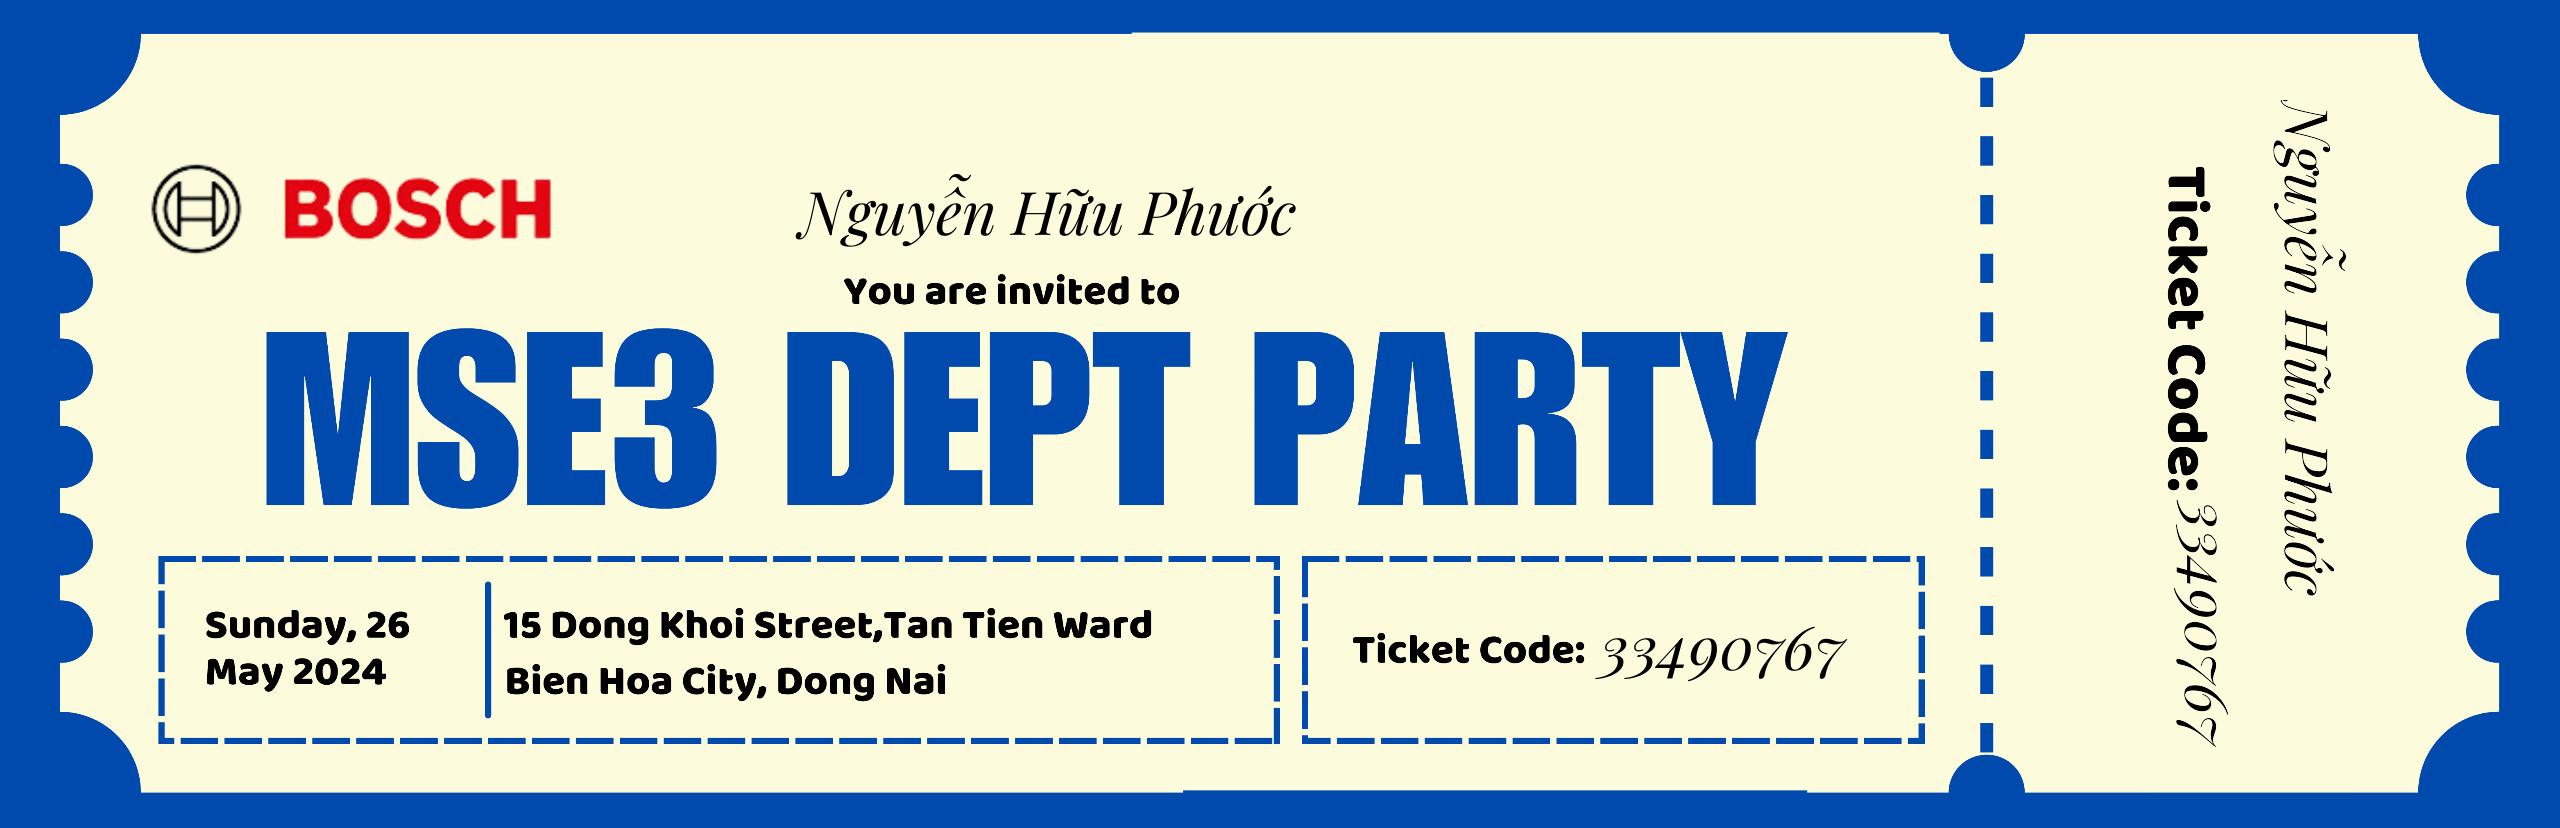 BOSCH
Nguyễn Hữu Phước
You are invited to
MSE3 DEPT PARTY
Sunday, 26
May 2024
15 Dong Khoi Street,Tan Tien Ward
Bien Hoa City, Dong Nai
Ticket Code: 33490767
Nguyễn Hữu Phước
Ticket Code: 33490767